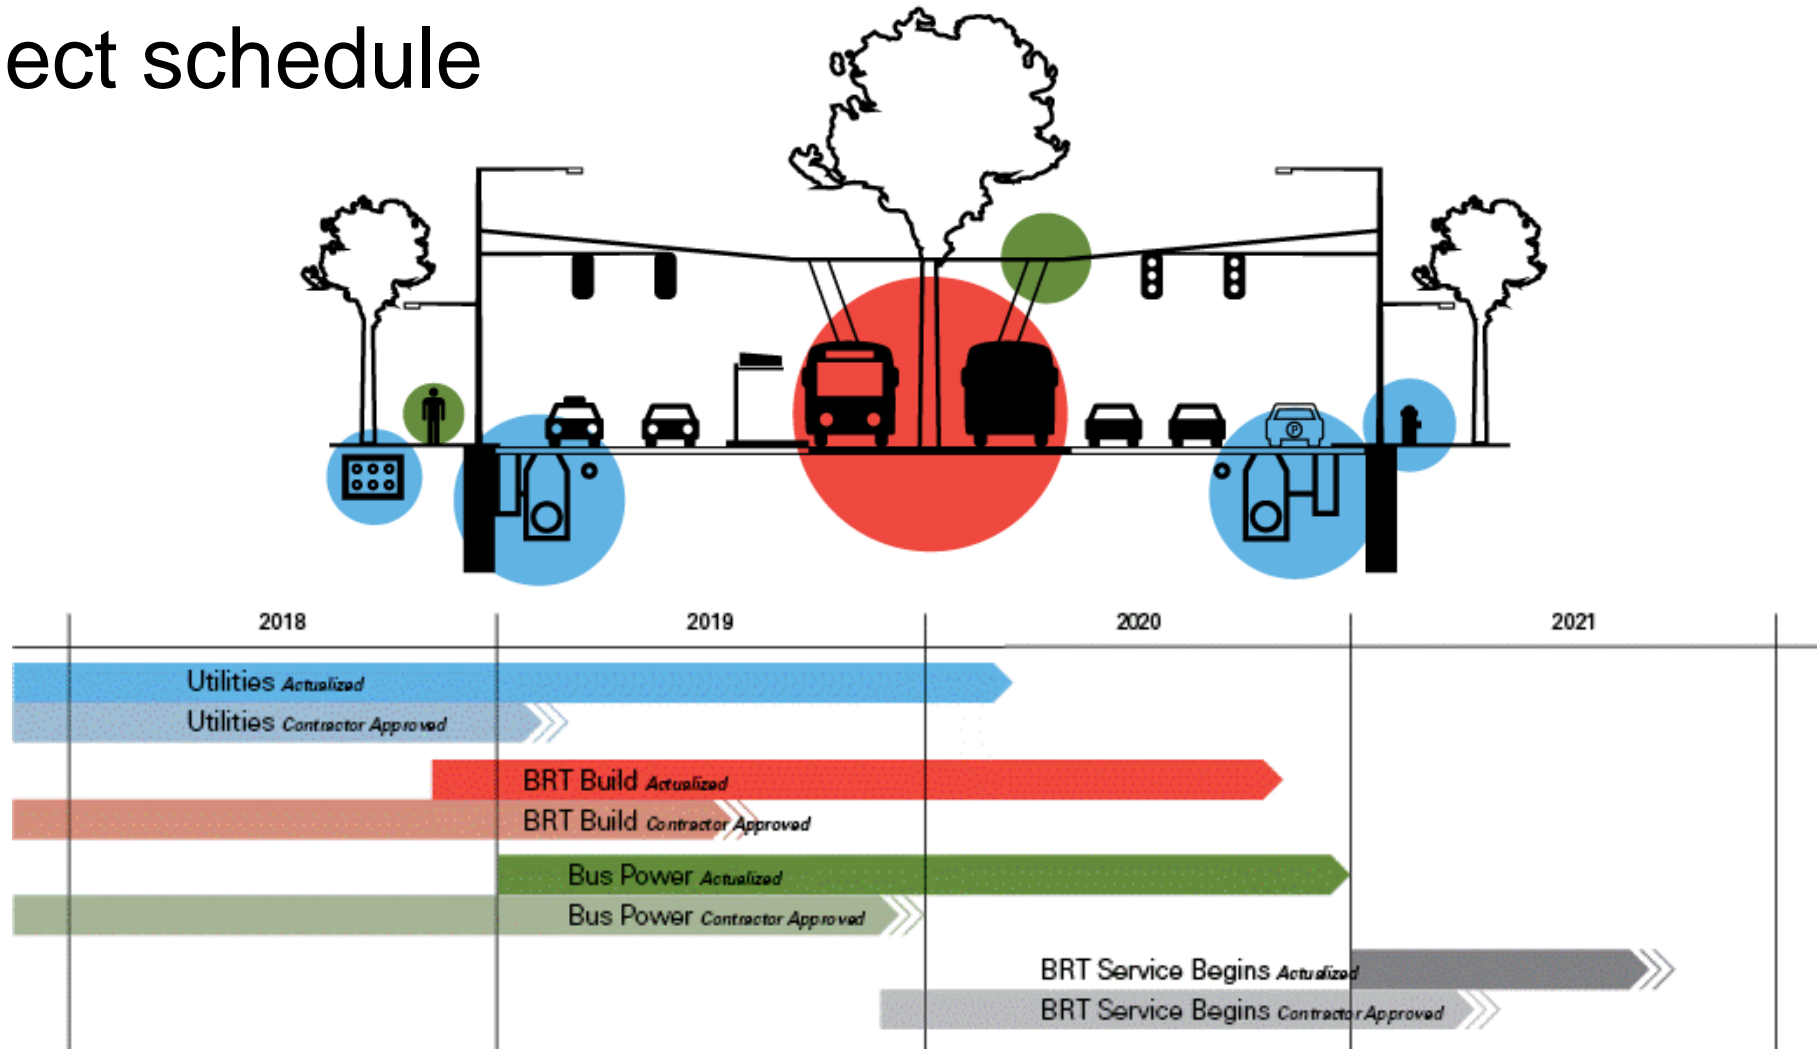 ect schedule
2018 2019 2020 2021
Utilities Actualized
Utilities Contractor Approved
BRT Build Actualized
BRT Build Contractor Approved
Bus Power Actualized
Bus Power Contractor Approved
BRT Service Begins Actualized
BRT Service Begins Contractor Approved